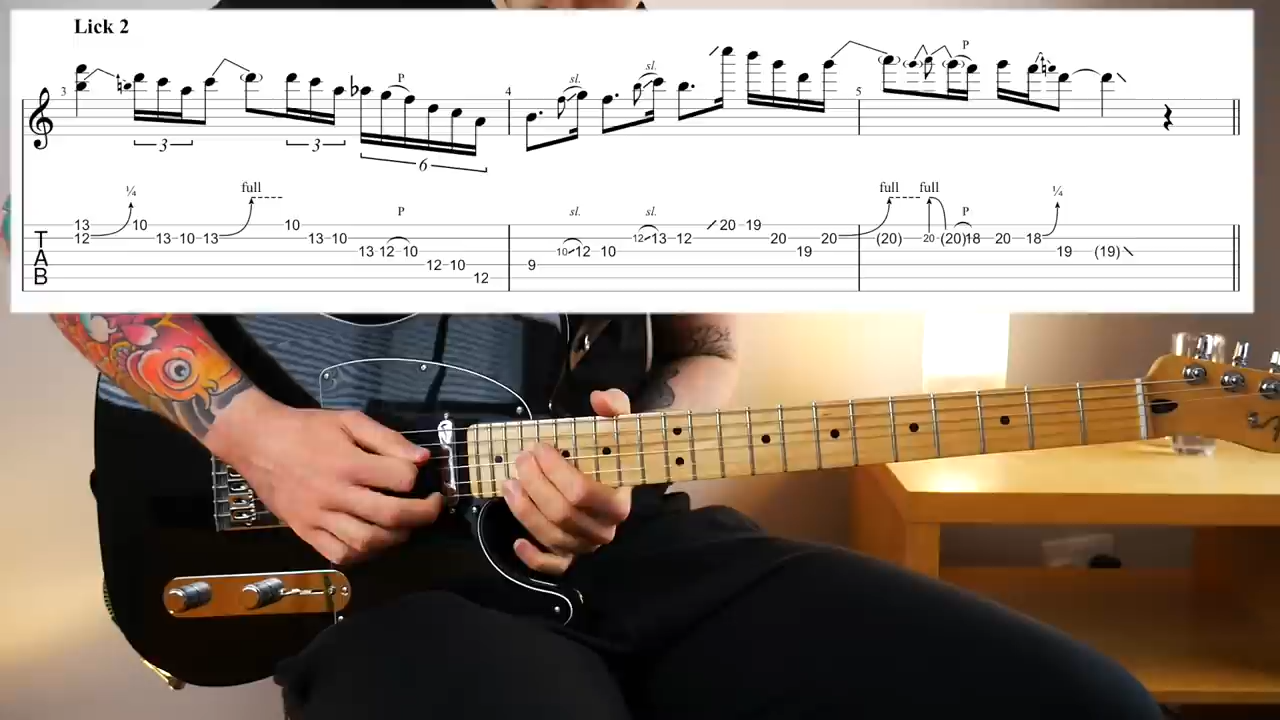 Lick 2
3 P 4 sl. sl. 5 P
3 3 6
¼ full full full ¼
P sl. sl. P
13 10 10 20 19
T 12 13 10 13 13 10 12 13 12 20 20 (20) 20 (20) 18 20 18
A 13 12 10 10 12 10 19 19 (19)
B 12 10 9
12